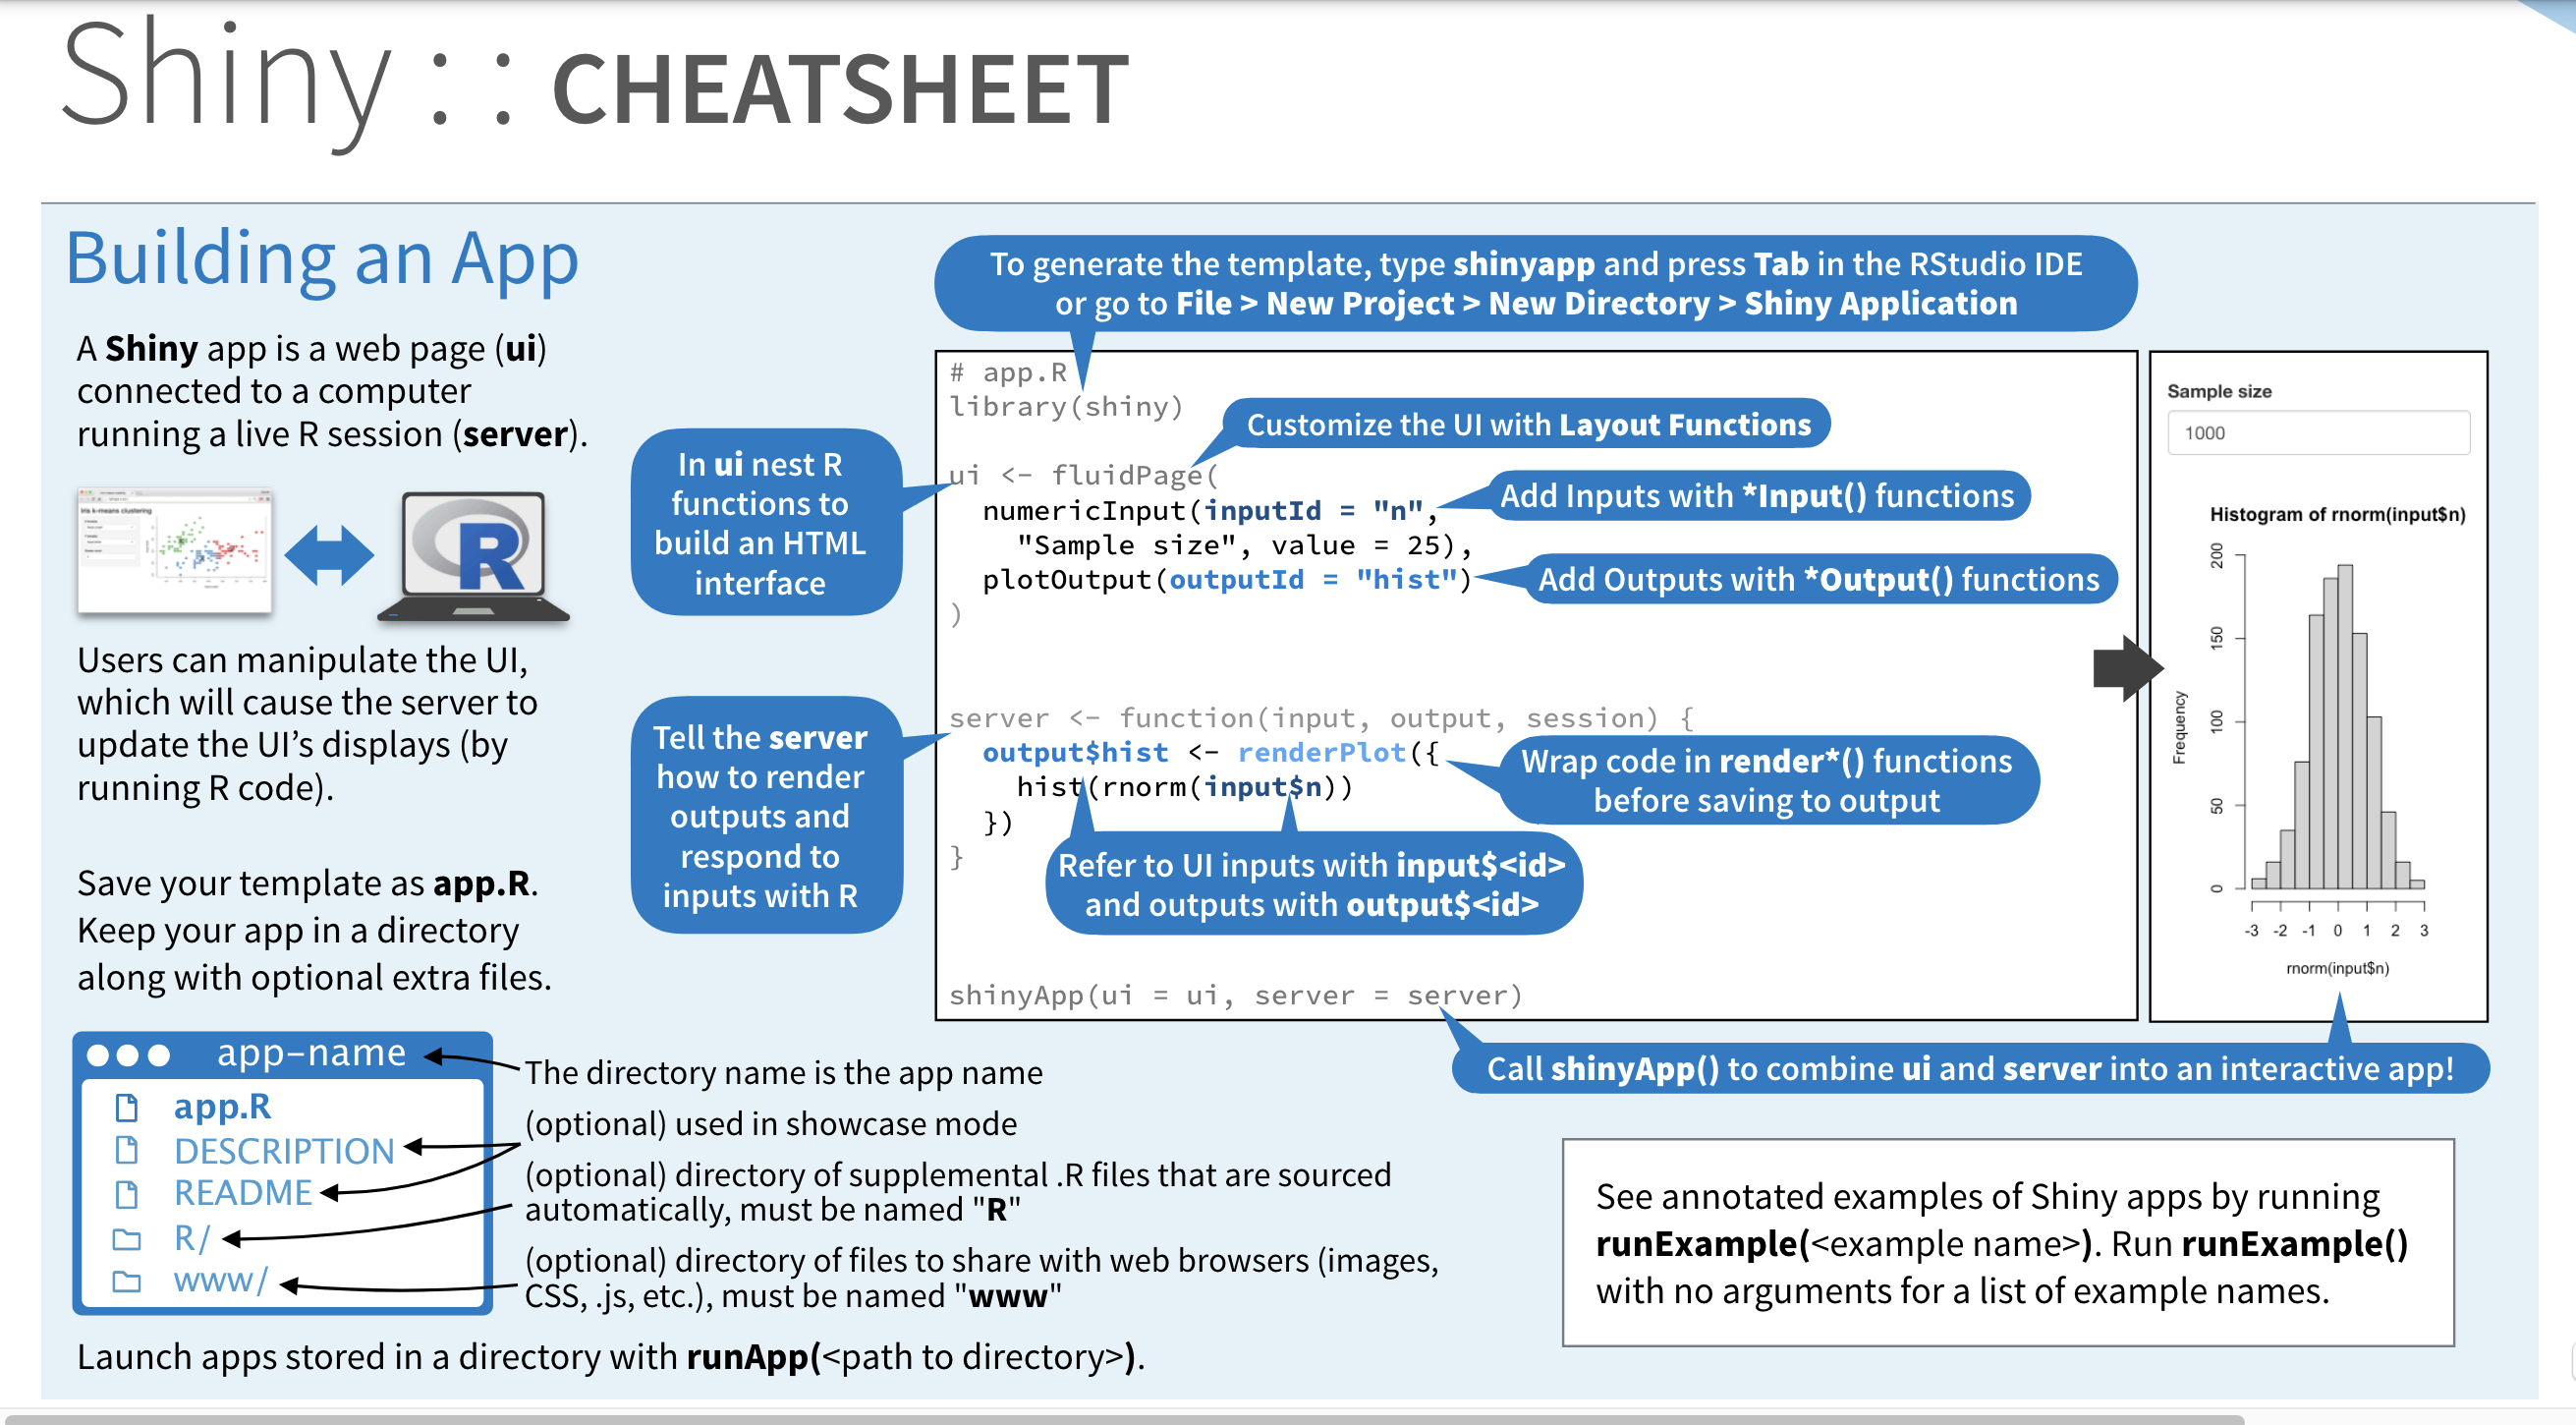 Shiny : : CHEATSHEET
Building an App
A Shiny app is a web page (ui)
connected to a computer
running a live R session (server).
Iris k-means clustering
R
Users can manipulate the UI,
which will cause the server to
update the UI’s displays (by
running R code).
Save your template as app.R.
Keep your app in a directory
along with optional extra files.
app-name
app.R
DESCRIPTION
README
R/
www/
The directory name is the app name
(optional) used in showcase mode
(optional) directory of supplemental .R files that are sourced
automatically, must be named "R"
(optional) directory of files to share with web browsers (images,
CSS, .js, etc.), must be named "www"
Launch apps stored in a directory with runApp(<path to directory>).
To generate the template, type shinyapp and press Tab in the RStudio IDE
or go to File > New Project > New Directory > Shiny Application
In ui nest R
functions to
build an HTML
interface
Tell the server
how to render
outputs and
respond to
inputs with R
# app.R
library(shiny)
Customize the UI with Layout Functions
ui <- fluidPage(
numericInput(inputId = "n",
Add Inputs with *Input() functions
"Sample size", value = 25),
plotOutput(outputId = "hist")
Add Outputs with *Output() functions
)
server <- function(input, output, session) {
output$hist <- renderPlot({
hist(rnorm(input$n))
})
}
Wrap code in render*() functions
before saving to output
Refer to UI inputs with input$<id>
and outputs with output$<id>
shinyApp(ui = ui, server = server)
Call shinyApp() to combine ui and server into an interactive app!
Sample size
1000
Histogram of rnorm(input$n)
Frequency
200
150
100
50
0
-3 -2 -1 0 1 2 3
rnorm(input$n)
See annotated examples of Shiny apps by running
runExample(<example name>). Run runExample()
with no arguments for a list of example names.